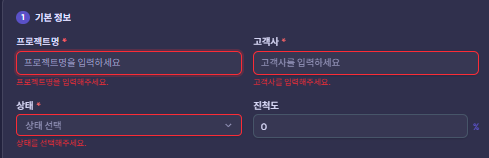 1 기본 정보
프로젝트명 * 고객사 *
프로젝트명을 입력하세요 고객사를 입력하세요
프로젝트명을 입력해주세요. 고객사를 입력해주세요.
상태 * 진척도
상태 선택 0 %
상태를 선택해주세요.